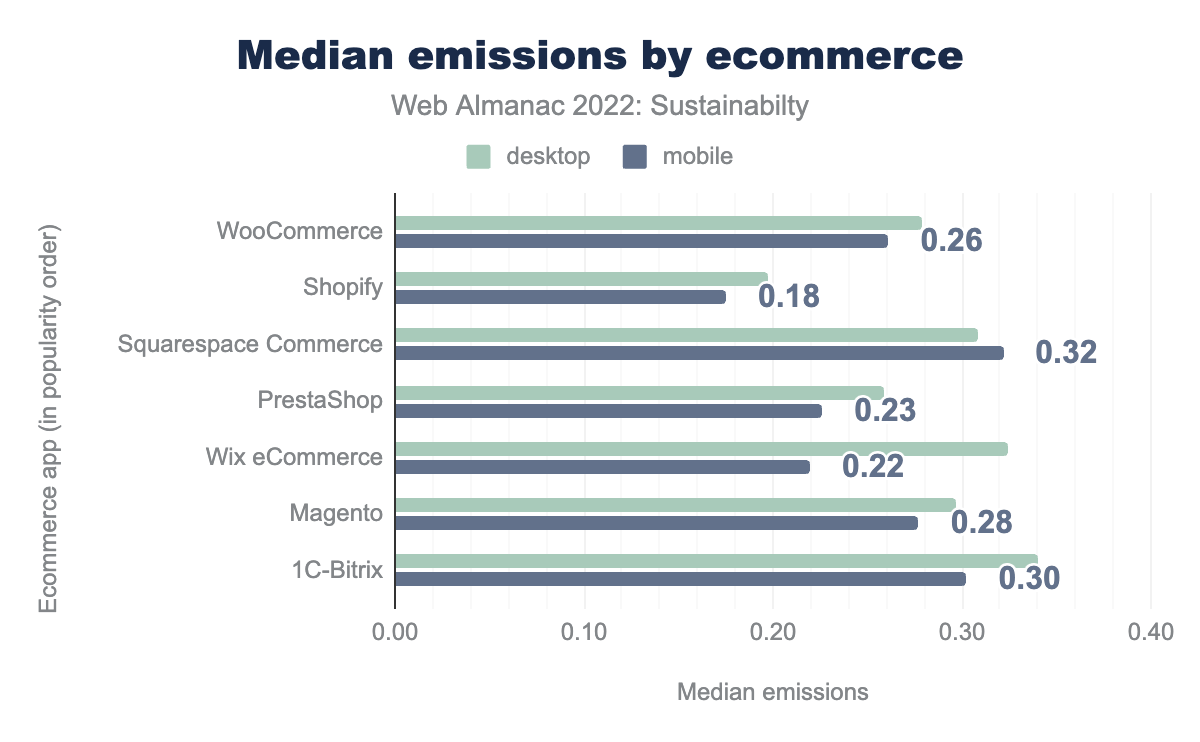 Median emissions by ecommerce
Web Almanac 2022: Sustainabilty
desktop
mobile
Ecommerce app (in popularity order)
WooCommerce
0.26
Shopify
0.18
Squarespace Commerce
0.32
PrestaShop
0.23
Wix eCommerce
0.22
Magento
0.28
1C-Bitrix
0.30
0.00 0.10 0.20 0.30 0.40
Median emissions